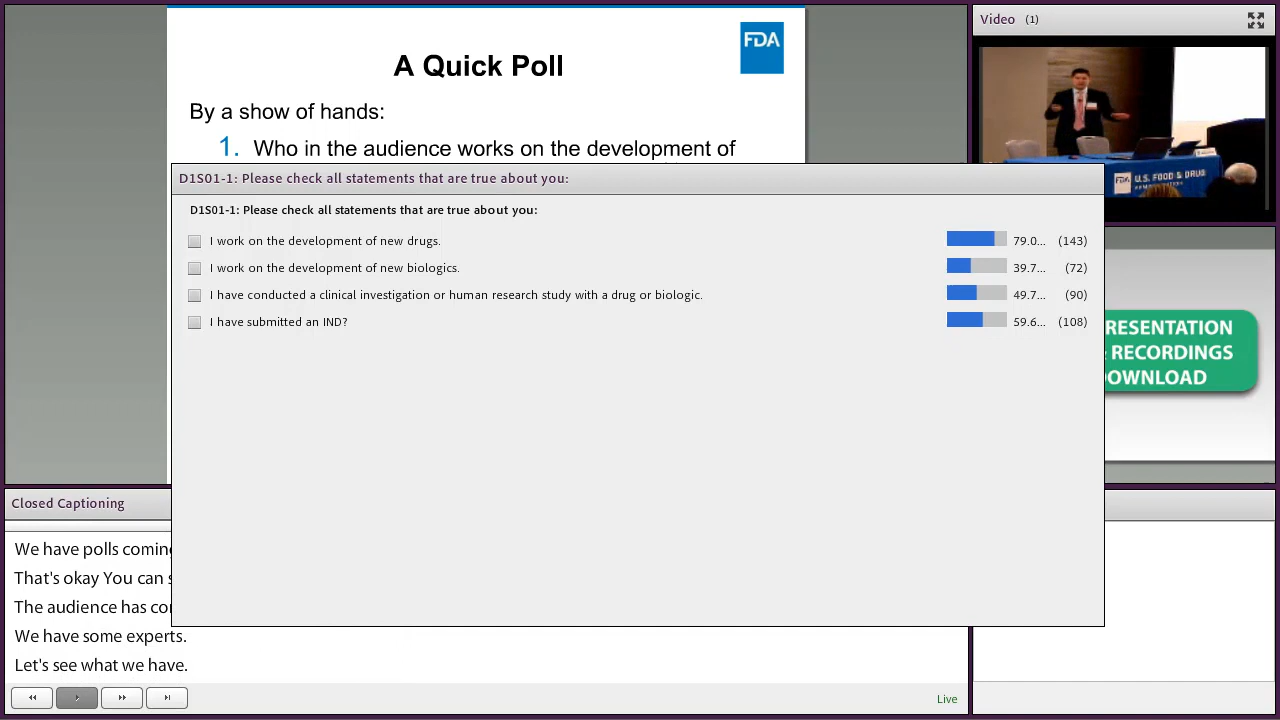 FDA
A Quick Poll
By a show of hands:
1. Who in the audience works on the development of
Video (1)
FDA U.S. FOOD & DRUG
D1S01-1: Please check all statements that are true about you:
D1S01-1: Please check all statements that are true about you:
I work on the development of new drugs. 79.0... (143)
I work on the development of new biologics. 39.7... (72)
I have conducted a clinical investigation or human research study with a drug or biologic. 49.7... (90)
I have submitted an IND? 59.6... (108)
RESENTATION
RECORDINGS
OWNLOAD
Closed Captioning
We have polls coming
That's okay You can s
The audience has co
We have some experts.
Let's see what we have.
Live